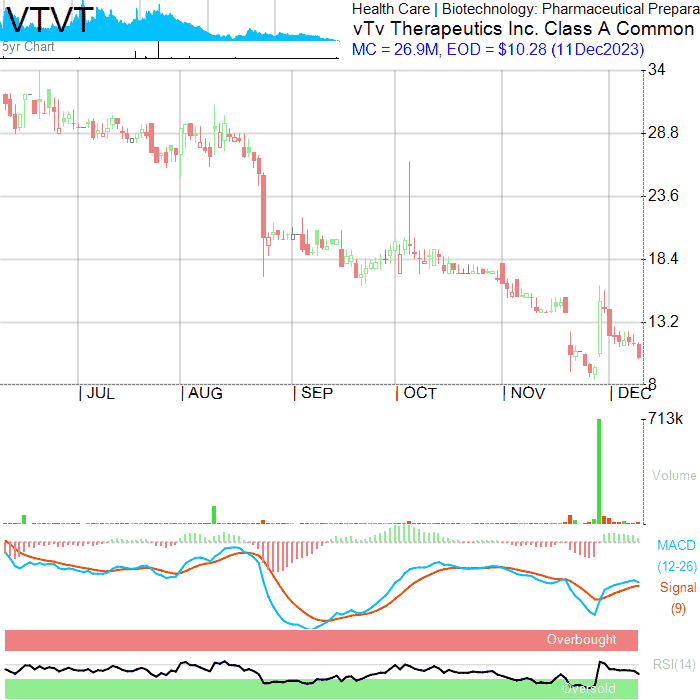 VTVT
5yr Chart
Health Care | Biotechnology: Pharmaceutical Prepara
vTv Therapeutics Inc. Class A Common
MC = 26.9M, EOD = $10.28 (11Dec2023)
34
28.8
23.6
18.4
13.2
8
JUL
AUG
SEP
OCT
NOV
DEC
713k
Volume
MACD
(12-26)
Signal
(9)
Overbought
RSI(14)
Oversold